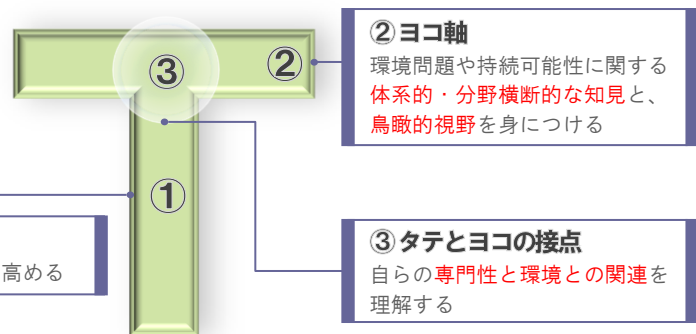 ③
②
①
②ヨコ軸
環境問題や持続可能性に関する
体系的・分野横断的な知見と、
鳥瞰的視野を身につける
高める
③タテとヨコの接点
自らの専門性と環境との関連を
理解する